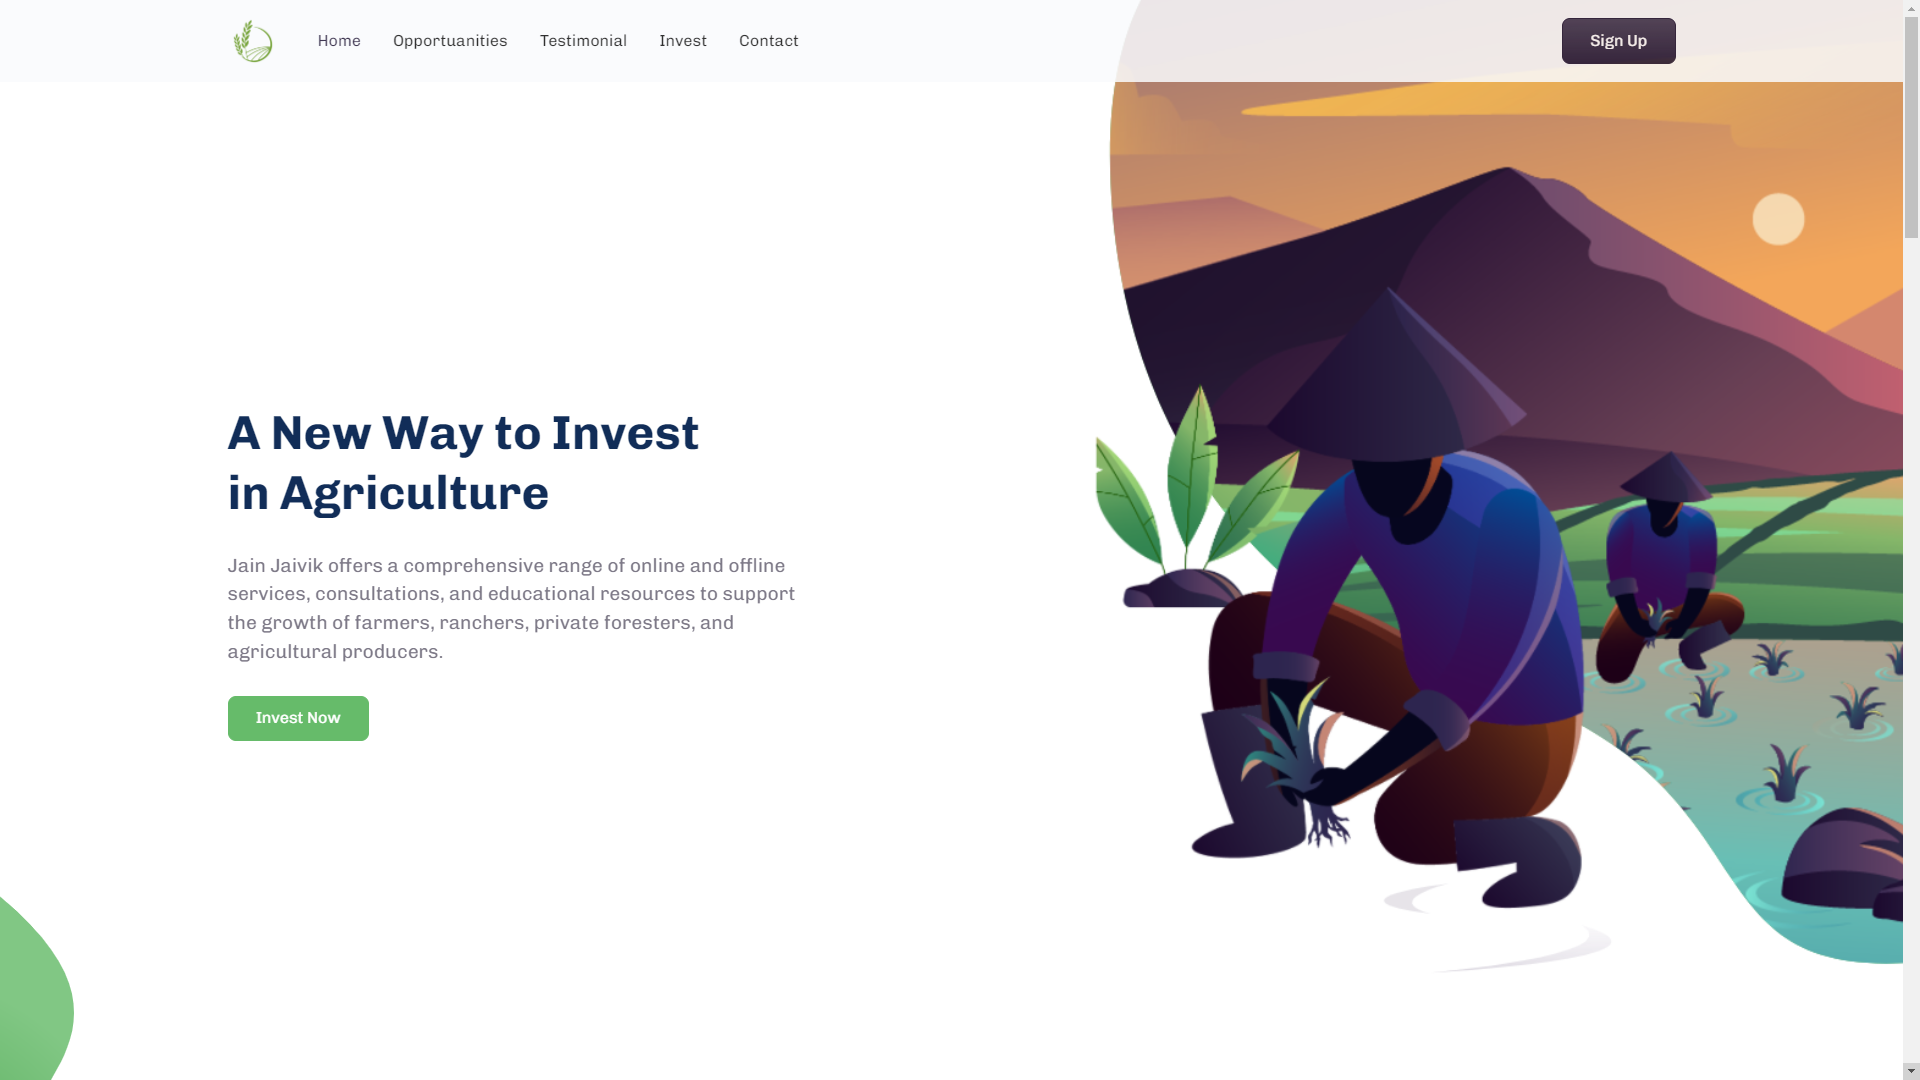 Home
Opportuanities
Testimonial
Invest
Contact
Sign Up
A New Way to Invest
in Agriculture
Jain Jaivik offers a comprehensive range of online and offline
services, consultations, and educational resources to support
the growth of farmers, ranchers, private foresters, and
agricultural producers.
Invest Now